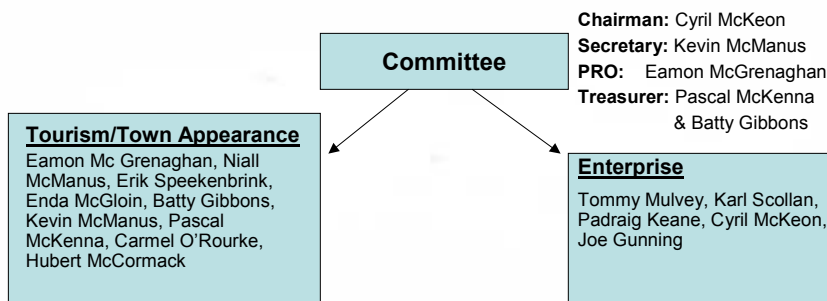 Committee
Chairman: Cyril McKeon
Secretary: Kevin McManus
PRO: Eamon McGrenaghan
Treasurer: Pascal McKenna
& Batty Gibbons
Tourism/Town Appearance
Eamon Mc Grenaghan, Niall
McManus, Erik Speekenbrink,
Enda McGloin, Batty Gibbons,
Kevin McManus, Pascal
McKenna, Carmel O’Rourke,
Hubert McCormack
Enterprise
Tommy Mulvey, Karl Scollan,
Padraig Keane, Cyril McKeon,
Joe Gunning